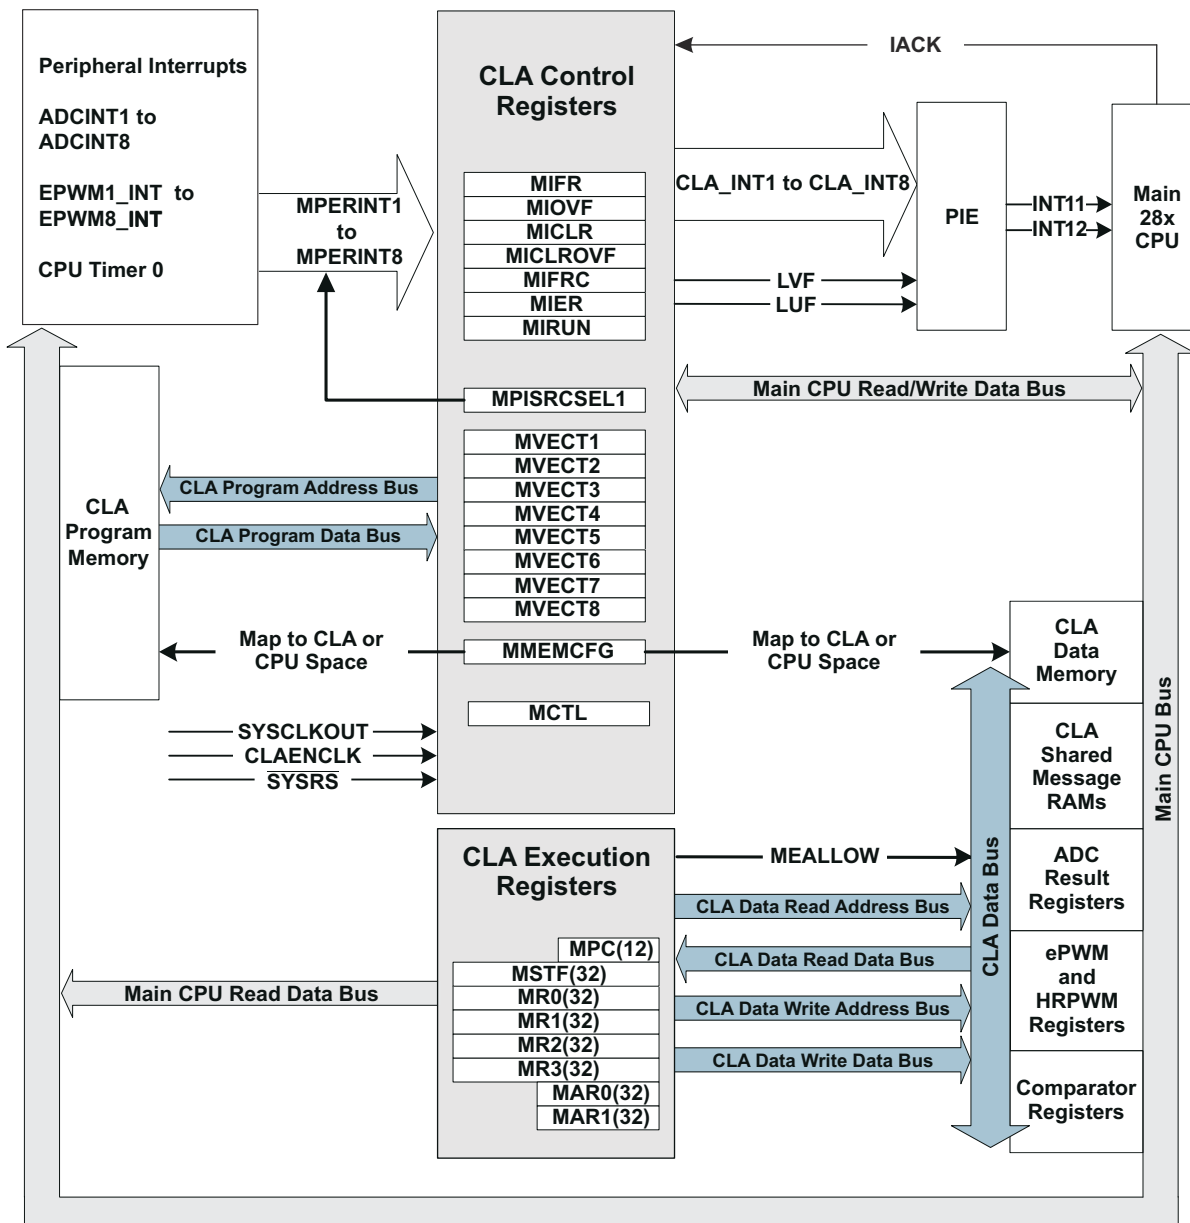 Peripheral Interrupts
ADCINT1 to
ADCINT8
EPWM1_INT to
EPWM8_INT
CPU Timer 0
MPERINT1
to
MPERINT8
CLA Control
Registers
MIFR
MIOVF
MICLR
MICLROVF
MIFRC
MIER
MIRUN
MPISRCSEL1
MVECT1
MVECT2
MVECT3
MVECT4
MVECT5
MVECT6
MVECT7
MVECT8
MMEMCFG
MCTL
IACK
CLA_INT1 to CLA_INT8
LVF
LUF
PIE
INT11
INT12
Main
28x
CPU
Main CPU Read/Write Data Bus
CLA
Program
Memory
CLA Program Address Bus
CLA Program Data Bus
Map to CLA or
CPU Space
Map to CLA or
CPU Space
SYSCLKOUT
CLAENCLK
SYSRS
CLA
Data
Memory
CLA
Shared
Message
RAMs
ADC
Result
Registers
ePWM
and
HRPWM
Registers
Comparator
Registers
Main CPU Bus
CLA Data Bus
CLA Execution
Registers
MPC(12)
MSTF(32)
MR0(32)
MR1(32)
MR2(32)
MR3(32)
MAR0(32)
MAR1(32)
MEALLOW
CLA Data Read Address Bus
CLA Data Read Data Bus
CLA Data Write Address Bus
CLA Data Write Data Bus
Main CPU Read Data Bus